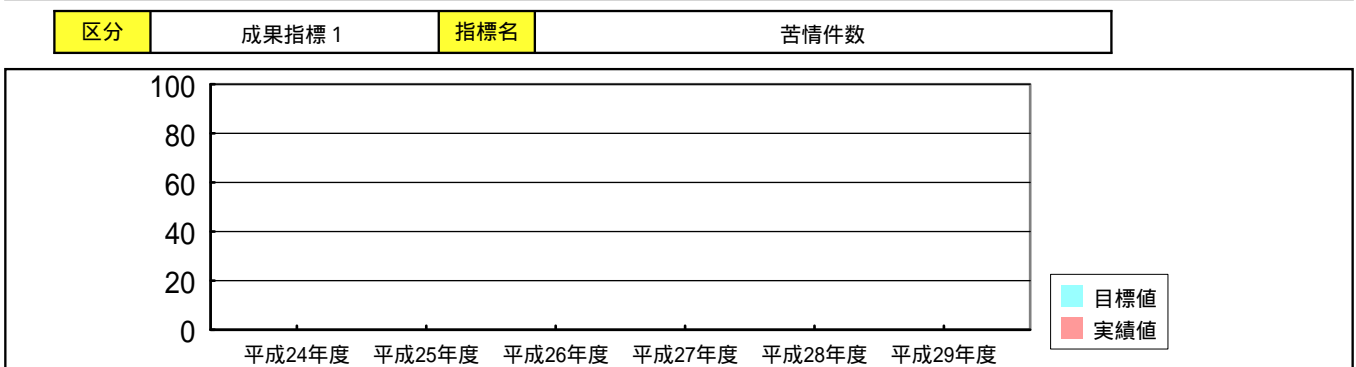 区分 成果指標1 指標名 苦情件数
100
80
60
40
20
0
平成24年度 平成25年度 平成26年度 平成27年度 平成28年度 平成29年度
目標値
実績値